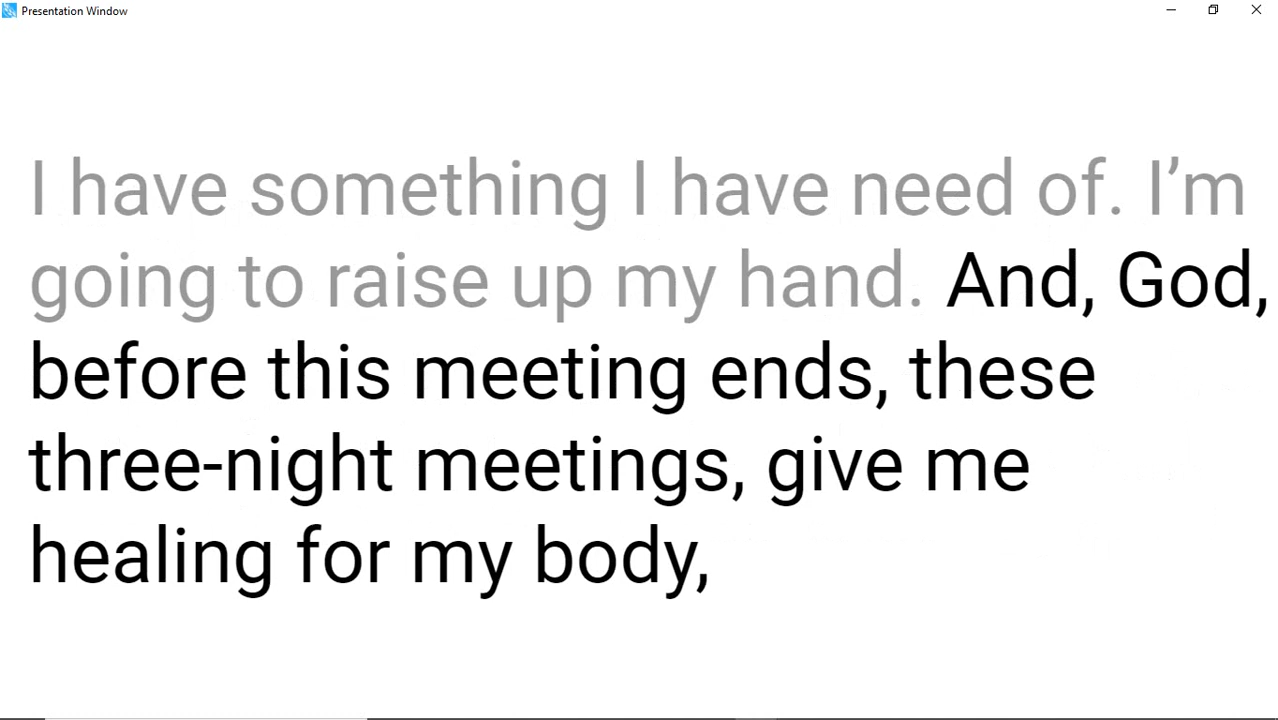 Presentation Window
I have something I have need of. I’m
going to raise up my hand. And, God,
before this meeting ends, these
three-night meetings, give me
healing for my body,